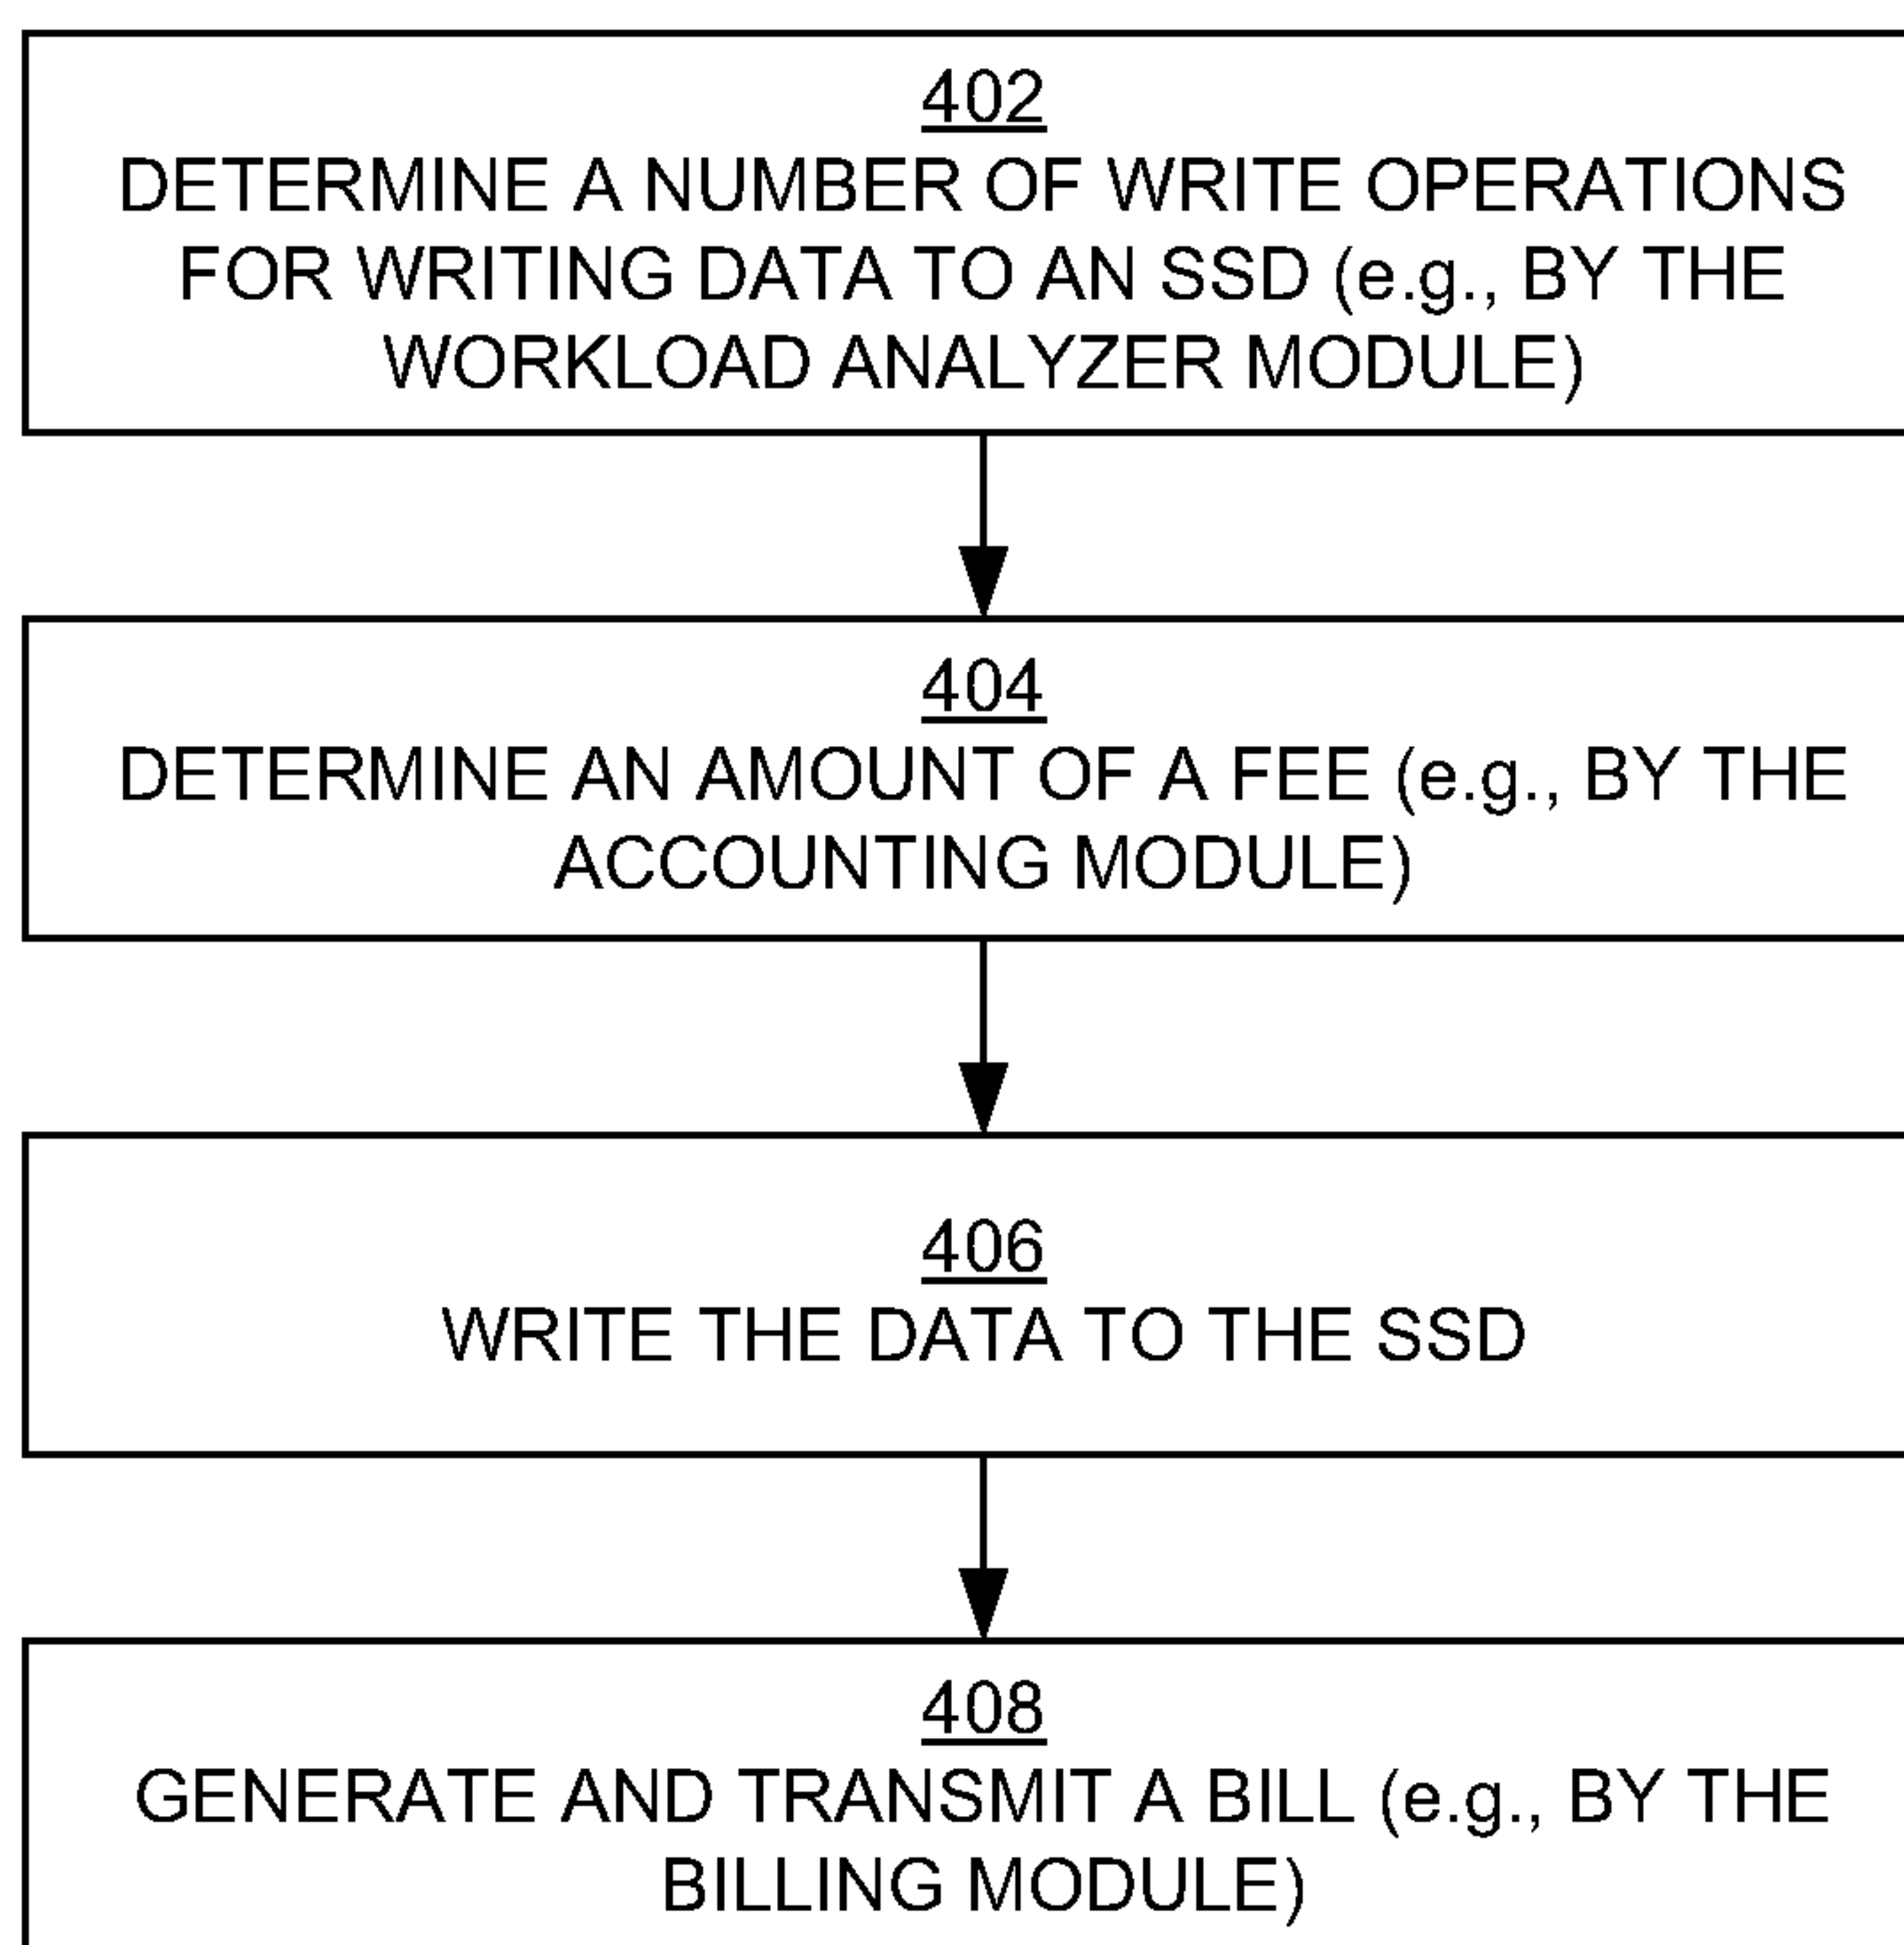 402
DETERMINE A NUMBER OF WRITE OPERATIONS
FOR WRITING DATA TO AN SSD (e.g., BY THE
WORKLOAD ANALYZER MODULE)
404
DETERMINE AN AMOUNT OF A FEE (e.g., BY THE
ACCOUNTING MODULE)
406
WRITE THE DATA TO THE SSD
408
GENERATE AND TRANSMIT A BILL (e.g., BY THE
BILLING MODULE)